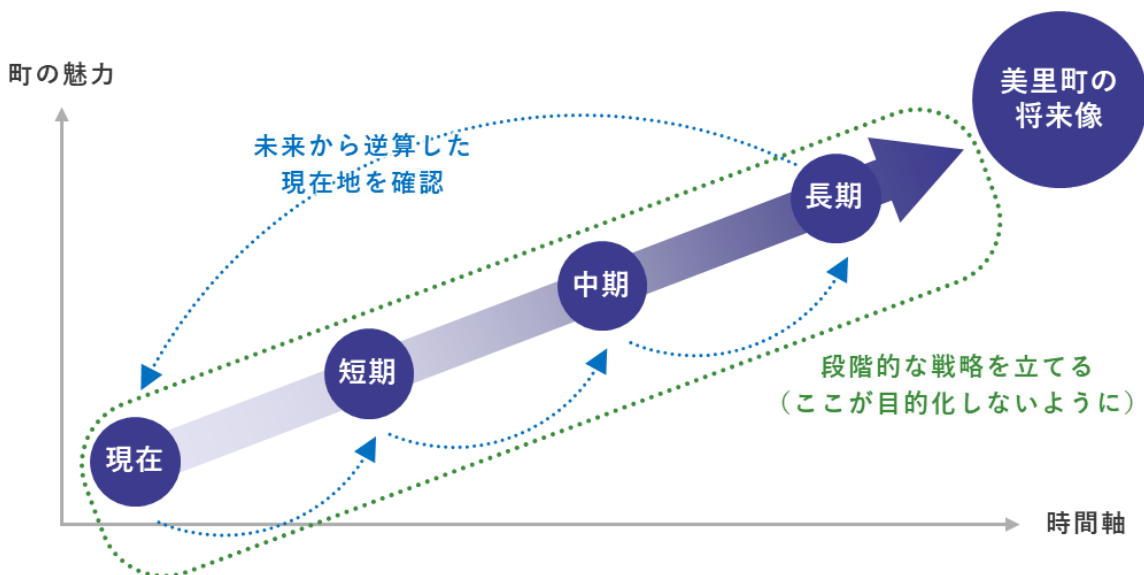 町の魅力
美里町の
将来像
未来から逆算した
現在地を確認
長期
中期
短期
現在
段階的な戦略を立てる
（ここが目的化しないように）
時間軸